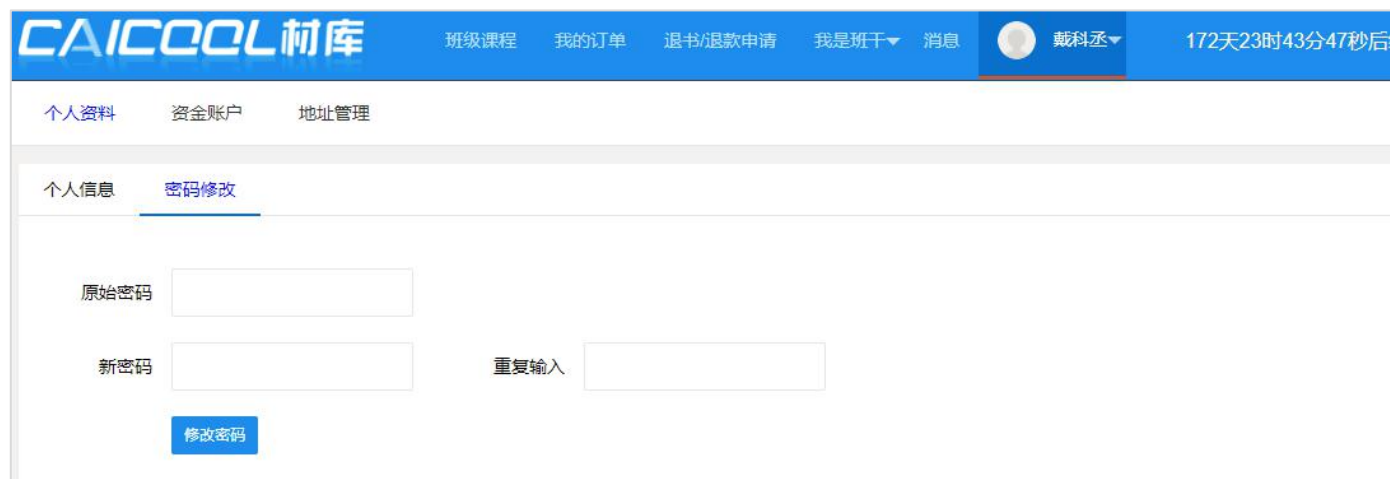 CAICOOL村库 班级课程 我的订单 退书/退款申请 我是班干 消息 戴科丞 172天23时43分47秒后
个人资料 资金账户 地址管理
个人信息 密码修改
原始密码
新密码 重复输入
修改密码